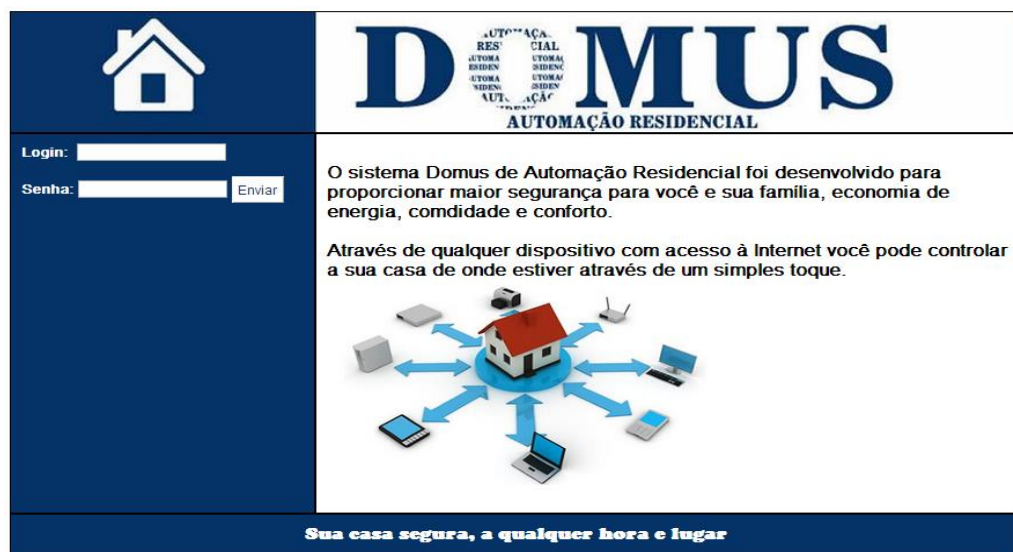 DOMUS
AUTOMAÇÃO RESIDENCIAL
Login:
Senha:
Enviar
O sistema Domus de Automação Residencial foi desenvolvido para
proporcionar maior segurança para você e sua família, economia de
energia, comdidade e conforto.
Através de qualquer dispositivo com acesso à Internet você pode controlar
a sua casa de onde estiver através de um simples toque.
Sua casa segura, a qualquer hora e lugar